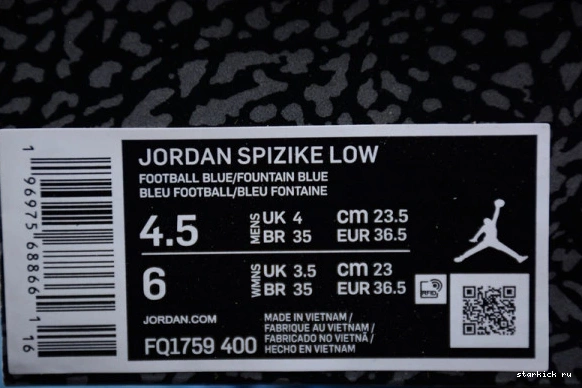 JORDAN SPIZIKE LOW
FOOTBALL BLUE/FOUNTAIN BLUE
BLEU FOOTBALL/BLEU FONTAINE
4.5 MENS UK 4 cm 23.5
BR 35 EUR 36.5
6 WMNS UK 3.5 cm 23
BR 35 EUR 36.5
JORDAN.COM
FQ1759 400
MADE IN VIETNAM /
FABRIQUE AU VIETNAM /
FABRICADO NO VIETNÃ /
HECHO EN VIETNAM
RFID
1 96975 68866 1 16
starkick ru